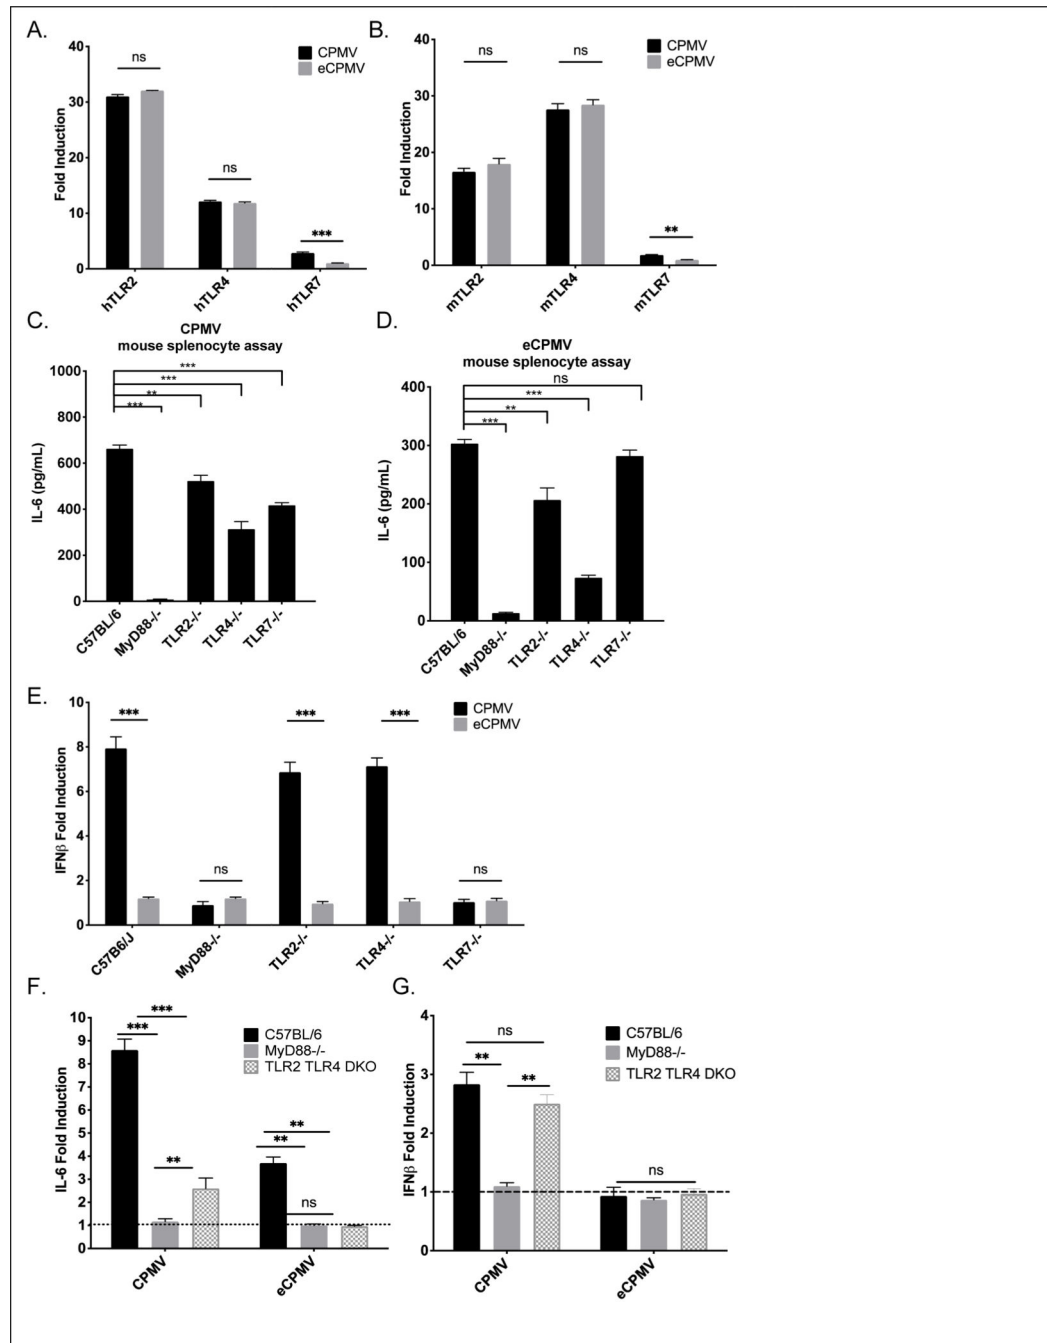 A.
40
30
20
10
0
Fold Induction
ns
ns
***
CPMV
eCPMV
hTLR2
hTLR4
hTLR7
B.
40
30
20
10
0
Fold Induction
ns
ns
**
CPMV
eCPMV
mTLR2
mTLR4
mTLR7
C.
CPMV
mouse splenocyte assay
1000
800
600
400
200
0
IL-6 (pg/mL)
***
***
**
***
C57BL/6
MyD88-/-
TLR2-/-
TLR4-/-
TLR7-/-
D.
eCPMV
mouse splenocyte assay
400
300
200
100
0
IL-6 (pg/mL)
ns
***
**
***
C57BL/6
MyD88-/-
TLR2-/-
TLR4-/-
TLR7-/-
E.
10
8
6
4
2
0
IFNβ Fold Induction
***
ns
***
***
ns
CPMV
eCPMV
C57B6/J
MyD88-/-
TLR2-/-
TLR4-/-
TLR7-/-
F.
10
9
8
7
6
5
4
3
2
1
0
IL-6 Fold Induction
***
***
**
**
**
ns
C57BL/6
MyD88-/-
TLR2 TLR4 DKO
CPMV
eCPMV
G.
4
3
2
1
0
IFNβ Fold Induction
ns
**
**
ns
C57BL/6
MyD88-/-
TLR2 TLR4 DKO
CPMV
eCPMV